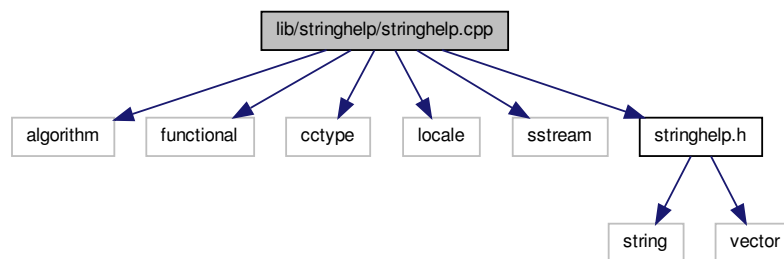 lib/stringhelp/stringhelp.cpp
algorithm
functional
cctype
locale
sstream
stringhelp.h
string
vector